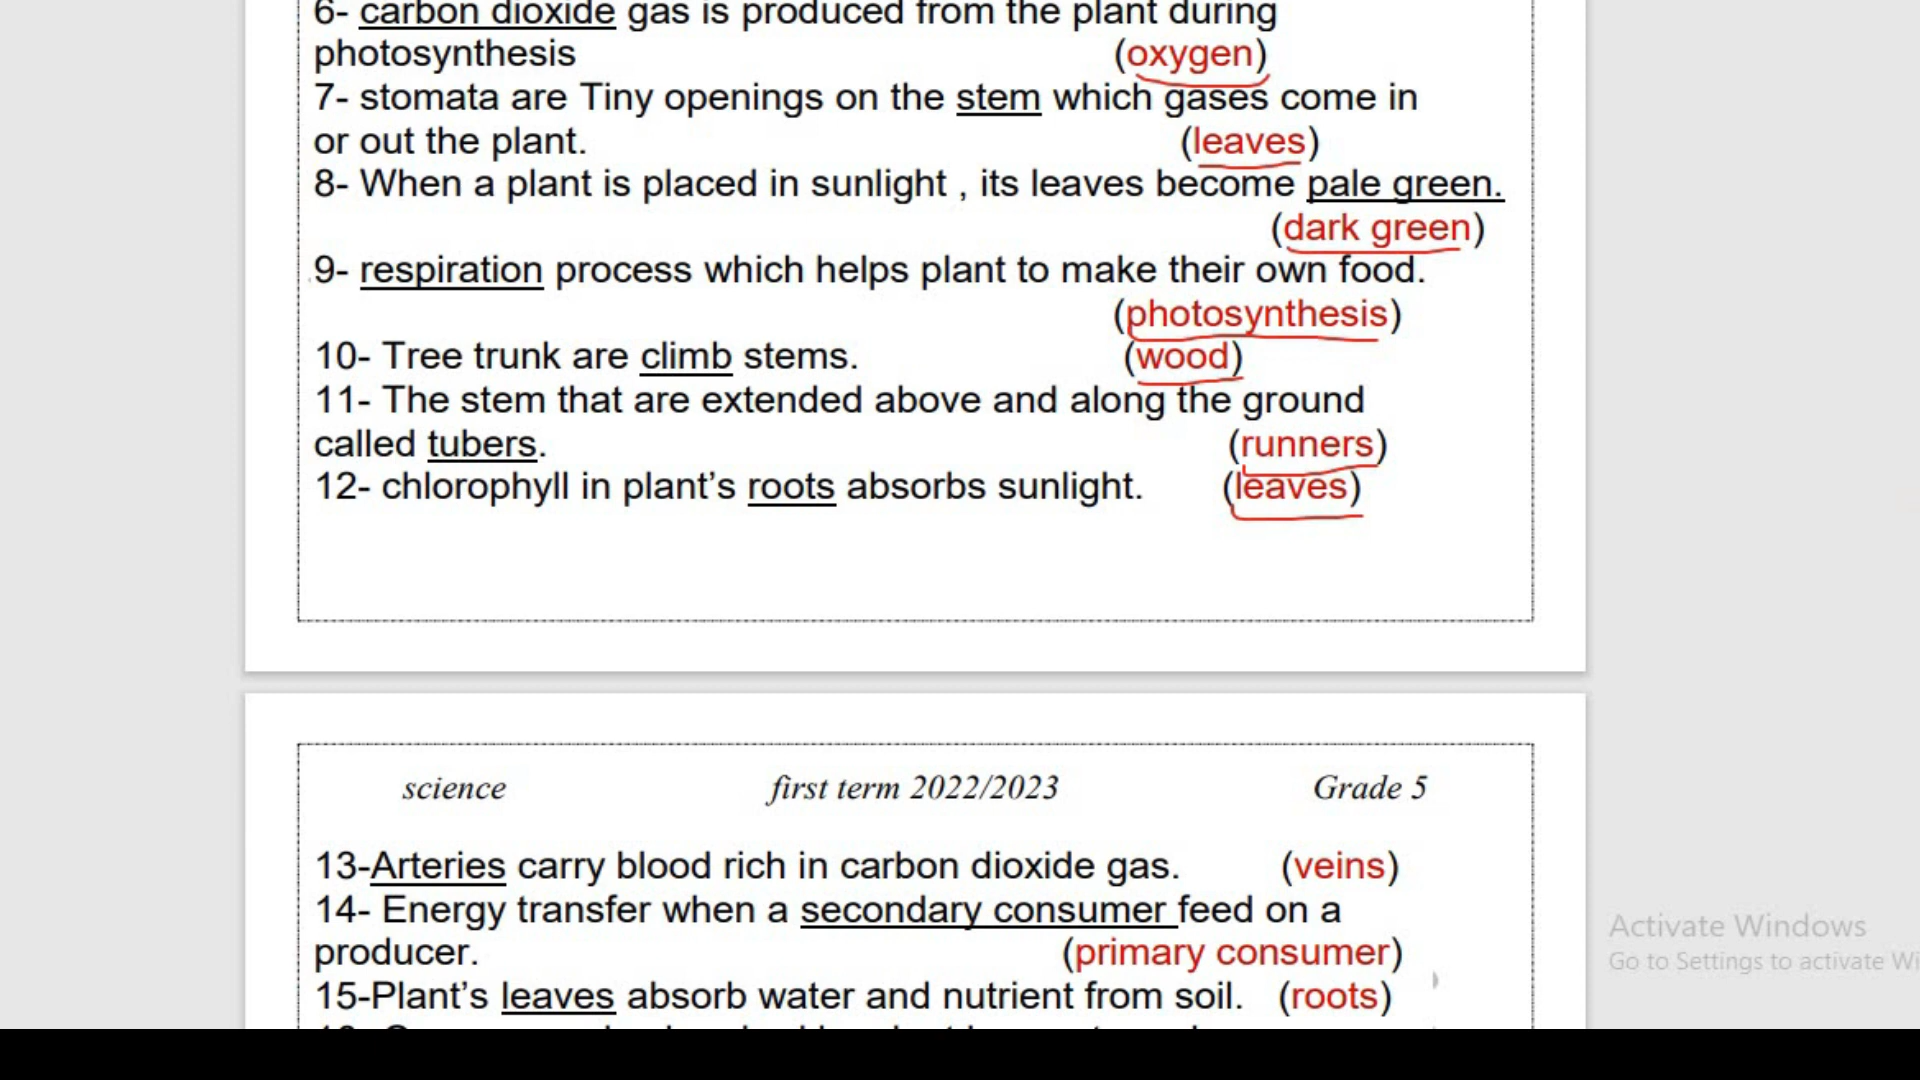 6- carbon dioxide gas is produced from the plant during
photosynthesis (oxygen)
7- stomata are Tiny openings on the stem which gases come in
or out the plant. (leaves)
8- When a plant is placed in sunlight , its leaves become pale green.
(dark green)
9- respiration process which helps plant to make their own food.
(photosynthesis)
10- Tree trunk are climb stems. (wood)
11- The stem that are extended above and along the ground
called tubers. (runners)
12- chlorophyll in plant’s roots absorbs sunlight. (leaves)
science first term 2022/2023 Grade 5
13-Arteries carry blood rich in carbon dioxide gas. (veins)
14- Energy transfer when a secondary consumer feed on a
producer. (primary consumer)
15-Plant’s leaves absorb water and nutrient from soil. (roots)
Activate Windows
Go to Settings to activate Wi